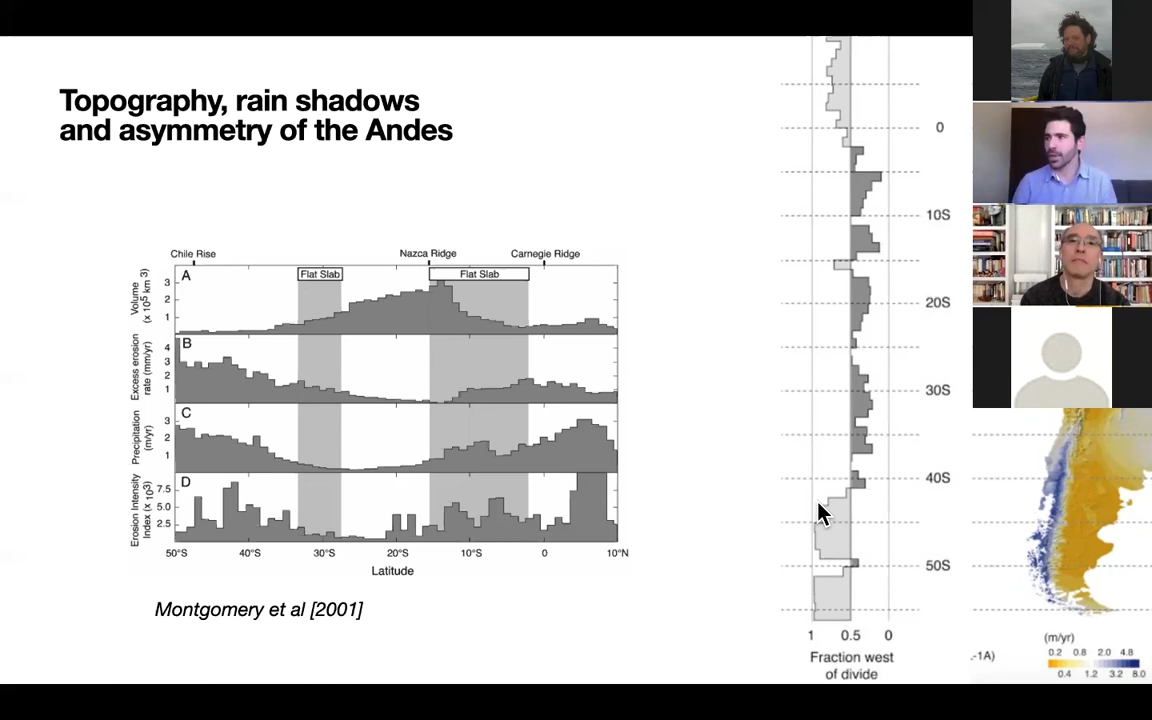 Topography, rain shadows
and asymmetry of the Andes
Chile Rise
Nazca Ridge
Carnegie Ridge
A
Flat Slab
Flat Slab
Volume
(x 10⁵ km 3)
3
2
1
B
Excess erosion
rate (mm/yr)
4
3
2
1
C
Precipitation
(m/yr)
3
2
1
D
Erosion Intensity
Index (x 10³)
7.5
5.0
2.5
50°S
40°S
30°S
20°S
10°S
0
10°N
Latitude
Montgomery et al [2001]
0
10S
20S
30S
40S
50S
1
0.5
0
Fraction west
of divide
.-1A)
(m/yr)
0.2
0.8
2.0
4.8
0.4
1.2
3.2
8.0